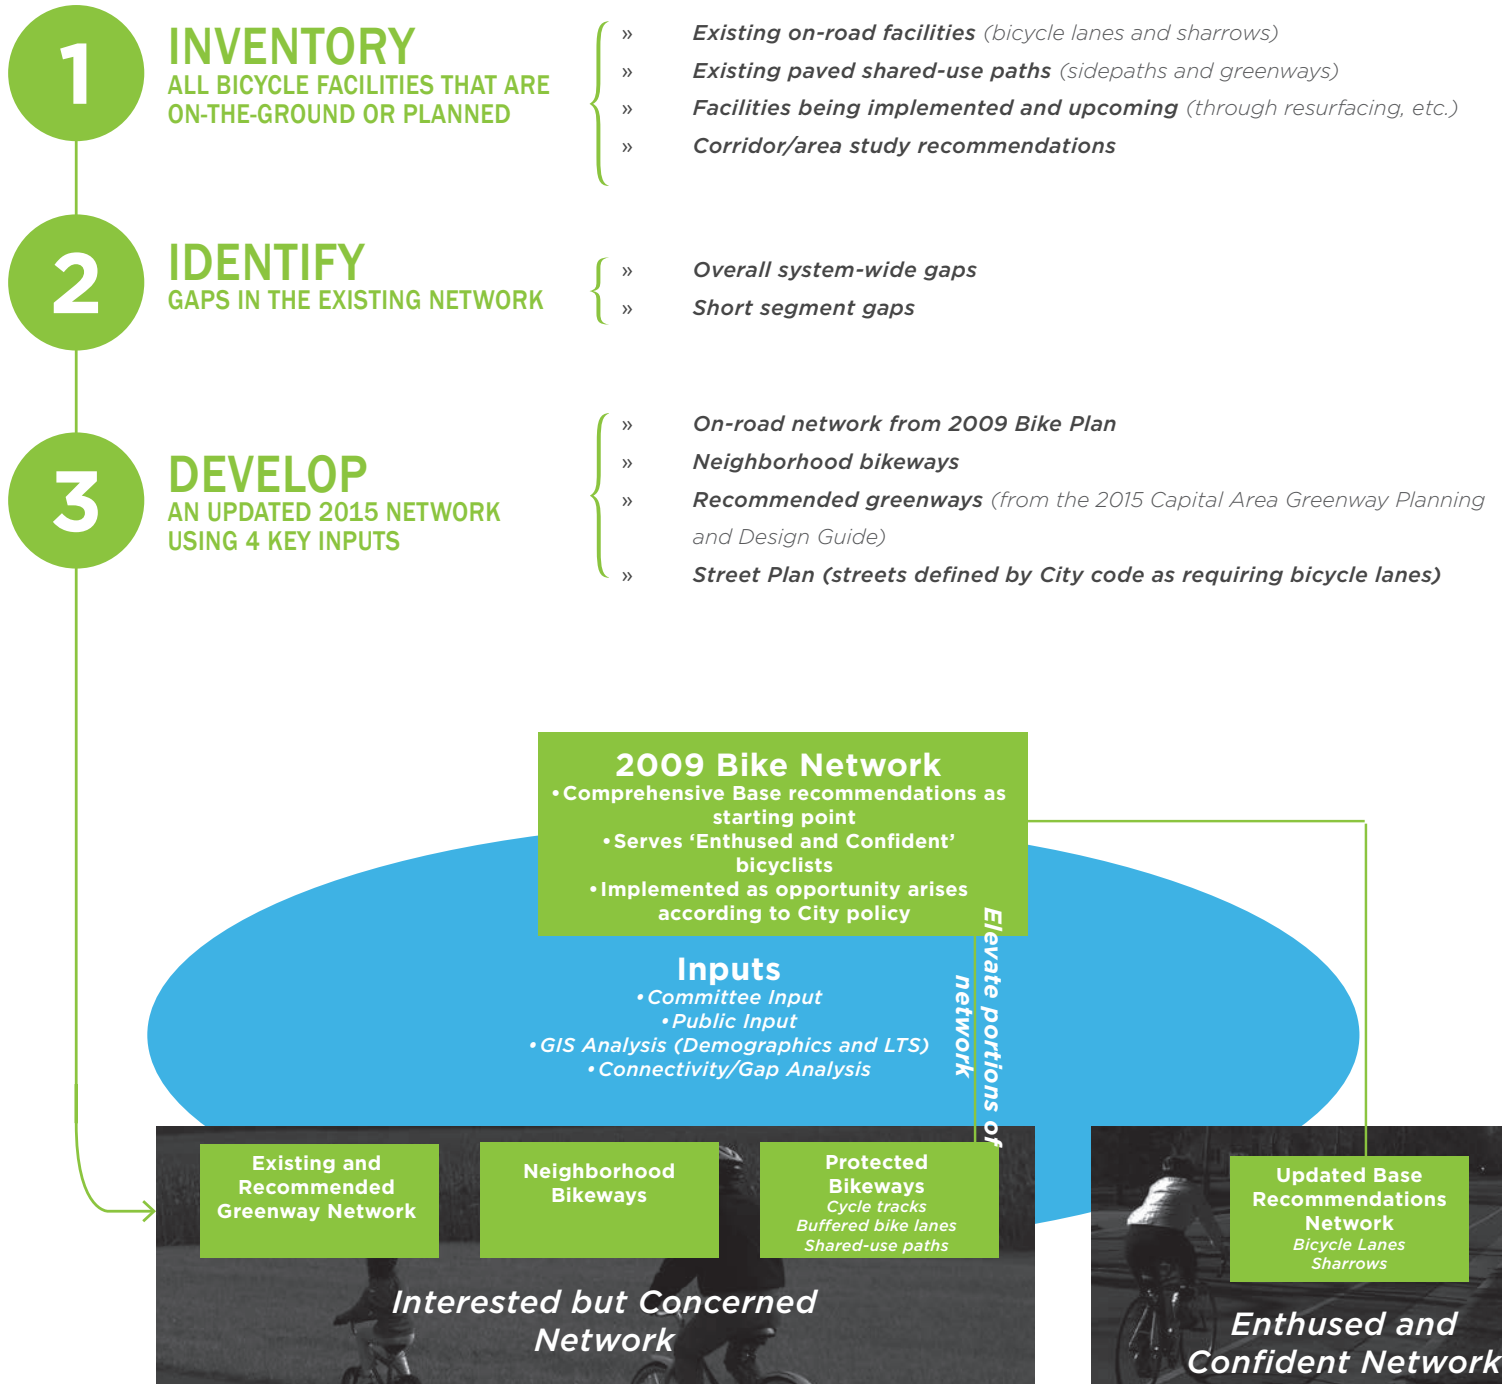 1
INVENTORY
ALL BICYCLE FACILITIES THAT ARE
ON-THE-GROUND OR PLANNED
» Existing on-road facilities (bicycle lanes and sharrows)
» Existing paved shared-use paths (sidepaths and greenways)
» Facilities being implemented and upcoming (through resurfacing, etc.)
» Corridor/area study recommendations
2
IDENTIFY
GAPS IN THE EXISTING NETWORK
» Overall system-wide gaps
» Short segment gaps
3
DEVELOP
AN UPDATED 2015 NETWORK
USING 4 KEY INPUTS
» On-road network from 2009 Bike Plan
» Neighborhood bikeways
» Recommended greenways (from the 2015 Capital Area Greenway Planning
and Design Guide)
» Street Plan (streets defined by City code as requiring bicycle lanes)
2009 Bike Network
•Comprehensive Base recommendations as
starting point
•Serves ‘Enthused and Confident’
bicyclists
•Implemented as opportunity arises
according to City policy
Elevate portions of
network
Inputs
•Committee Input
•Public Input
•GIS Analysis (Demographics and LTS)
•Connectivity/Gap Analysis
Existing and
Recommended
Greenway Network
Neighborhood
Bikeways
Protected
Bikeways
Cycle tracks
Buffered bike lanes
Shared-use paths
Interested but Concerned
Network
Updated Base
Recommendations
Network
Bicycle Lanes
Sharrows
Enthused and
Confident Network